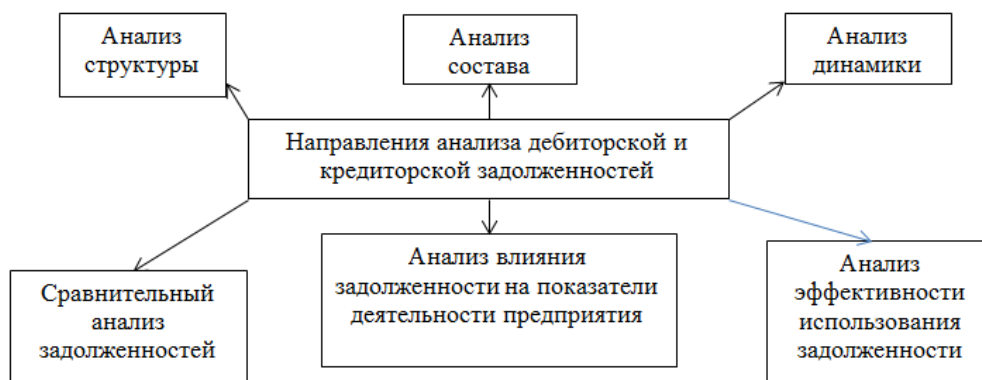 Анализ
структуры
Анализ
состава
Анализ
динамики
Направления анализа дебиторской и
кредиторской задолженностей
Сравнительный
анализ
задолженностей
Анализ влияния
задолженности на показатели
деятельности предприятия
Анализ
эффективности
использования
задолженности